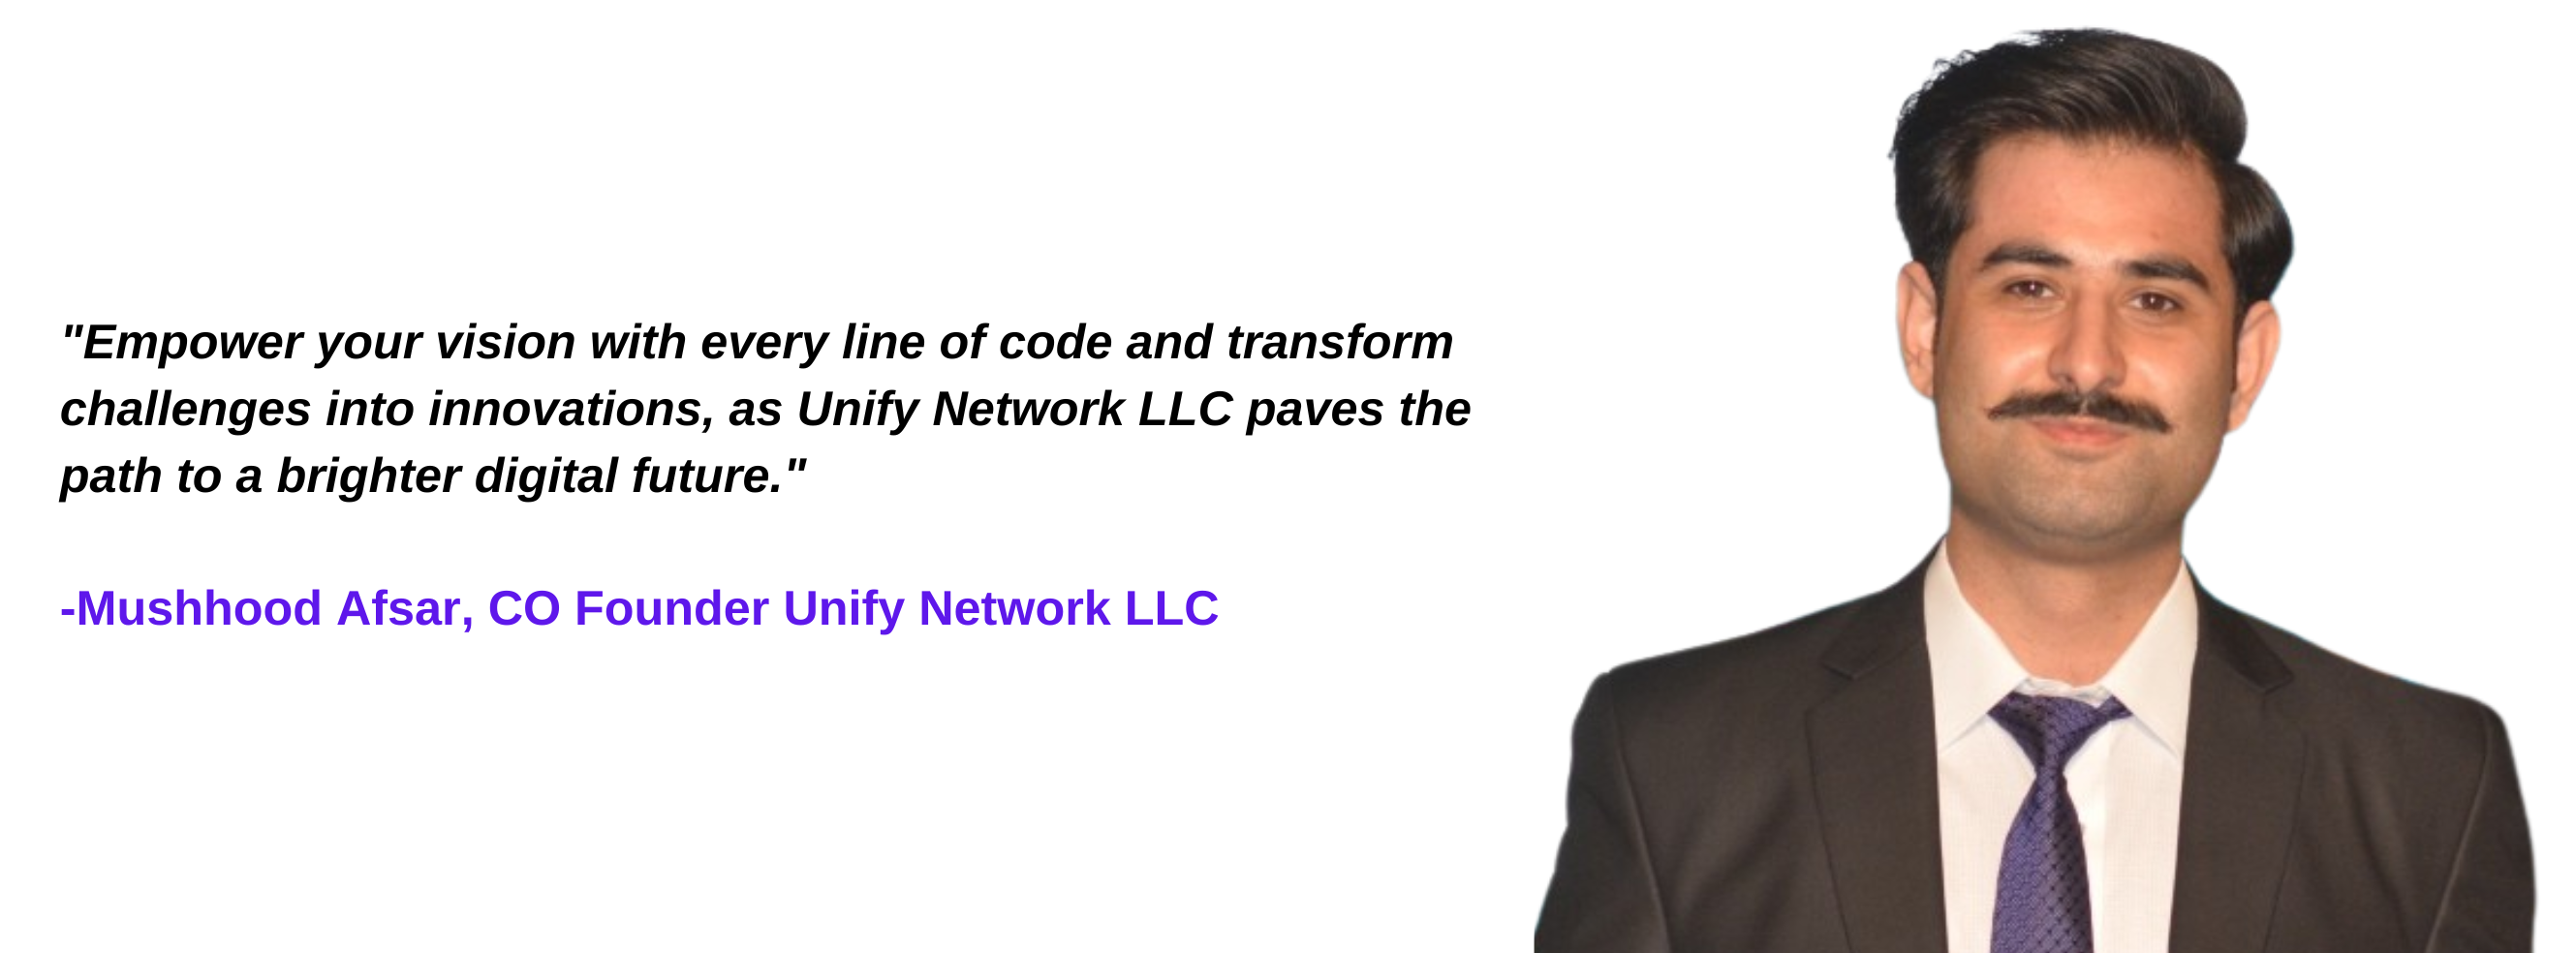 "Empower your vision with every line of code and transform
challenges into innovations, as Unify Network LLC paves the
path to a brighter digital future."
-Mushhood Afsar, CO Founder Unify Network LLC